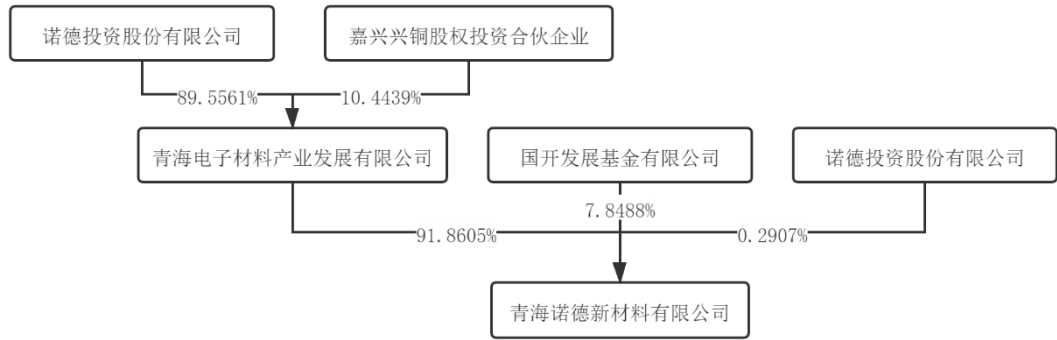 诺德投资股份有限公司
嘉兴兴铜股权投资合伙企业
89.5561%
10.4439%
青海电子材料产业发展有限公司
国开发展基金有限公司
诺德投资股份有限公司
7.8488%
91.8605%
0.2907%
青海诺德新材料有限公司